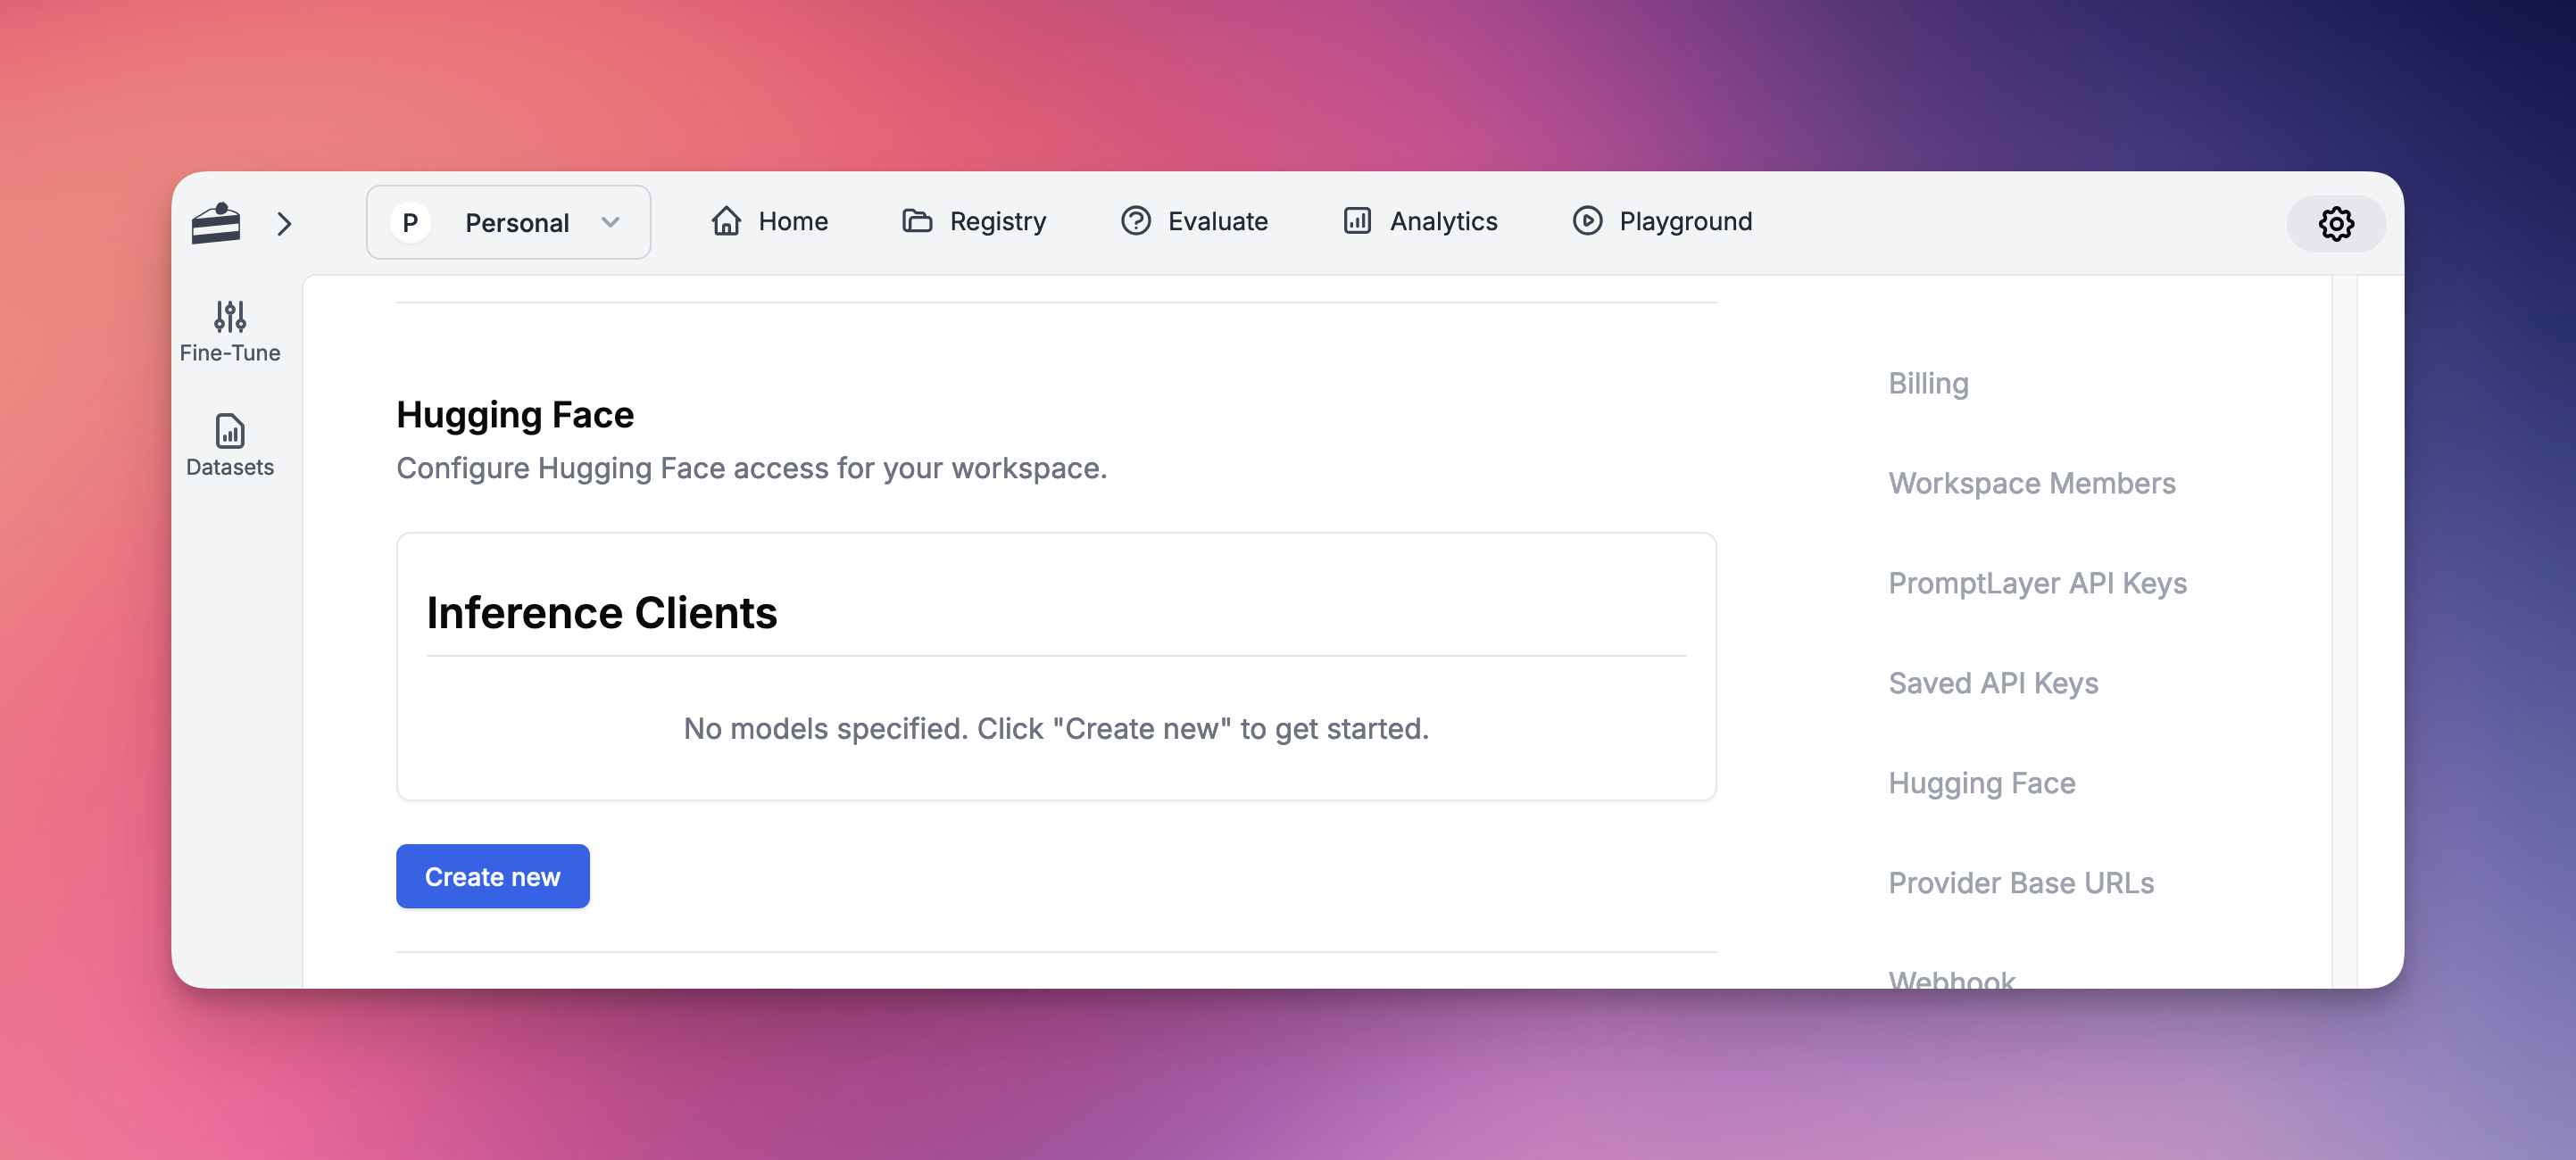 P Personal
Home
Registry
Evaluate
Analytics
Playground
Fine-Tune
Datasets
Hugging Face
Configure Hugging Face access for your workspace.
Inference Clients
No models specified. Click "Create new" to get started.
Create new
Billing
Workspace Members
PromptLayer API Keys
Saved API Keys
Hugging Face
Provider Base URLs
Webhook